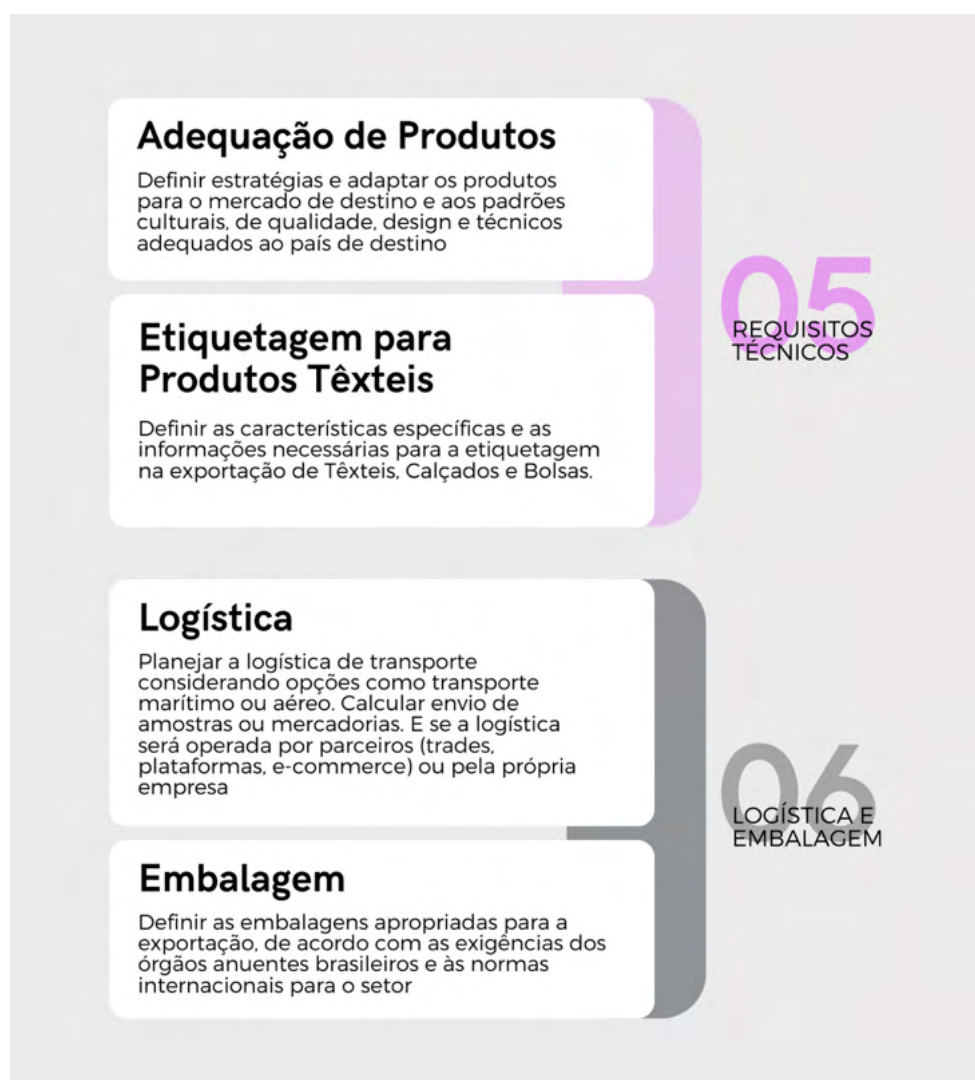 Adequação de Produtos
Definir estratégias e adaptar os produtos
para o mercado de destino e aos padrões
culturais, de qualidade, design e técnicos
adequados ao país de destino
Etiquetagem para
Produtos Têxteis
Definir as características específicas e as
informações necessárias para a etiquetagem
na exportação de Têxteis, Calçados e Bolsas.
05
REQUISITOS
TÉCNICOS
Logística
Planejar a logística de transporte
considerando opções como transporte
marítimo ou aéreo. Calcular envio de
amostras ou mercadorias. E se a logística
será operada por parceiros (trades,
plataformas, e-commerce) ou pela própria
empresa
Embalagem
Definir as embalagens apropriadas para a
exportação, de acordo com as exigências dos
órgãos anuentes brasileiros e às normas
internacionais para o setor
06
LOGÍSTICA E
EMBALAGEM